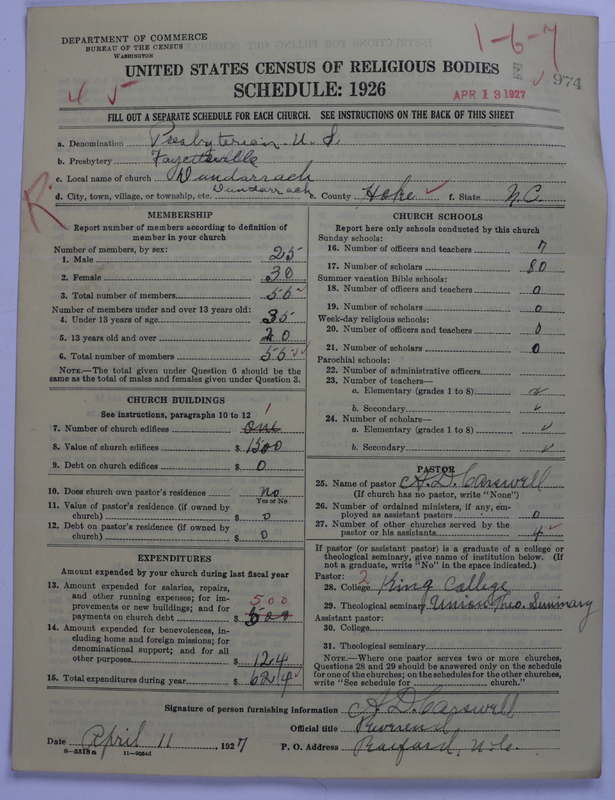 DEPARTMENT OF COMMERCE
BUREAU OF THE CENSUS
WASHINGTON
1-6-7
UNITED STATES CENSUS OF RELIGIOUS BODIES
SCHEDULE: 1926
APR 13 1927
974
4 5
FILL OUT A SEPARATE SCHEDULE FOR EACH CHURCH. SEE INSTRUCTIONS ON THE BACK OF THIS SHEET
a. Denomination Presbyterian U. S.
b. Presbytery Fayetteville
c. Local name of church Dundarrach
d. City, town, village, or township, etc. Dundarrach e. County Hoke f. State N.C.
R.
MEMBERSHIP
Report number of members according to definition of
member in your church
Number of members, by sex:
1. Male 25
2. Female 30
3. Total number of members 55
Number of members under and over 13 years old:
4. Under 13 years of age 35
5. 13 years old and over 20
6. Total number of members 55
NOTE.—The total given under Question 6 should be the
same as the total of males and females given under Question 3.
CHURCH BUILDINGS
See instructions, paragraphs 10 to 12
1
7. Number of church edifices one
8. Value of church edifices $ 1500
9. Debt on church edifices $ 0
10. Does church own pastor's residence No
Yes or No
11. Value of pastor's residence (if owned by
church) $ 0
12. Debt on pastor's residence (if owned by
church) $ 0
EXPENDITURES
Amount expended by your church during last fiscal year
13. Amount expended for salaries, repairs,
and other running expenses; for im-
provements or new buildings; and for
payments on church debt $ 500
500
14. Amount expended for benevolences, in-
cluding home and foreign missions; for
denominational support; and for all
other purposes $ 124
15. Total expenditures during year $ 624
CHURCH SCHOOLS
Report here only schools conducted by this church
Sunday schools:
16. Number of officers and teachers 7
17. Number of scholars 80
Summer vacation Bible schools:
18. Number of officers and teachers 0
19. Number of scholars 0
Week-day religious schools:
20. Number of officers and teachers 0
21. Number of scholars 0
Parochial schools:
22. Number of administrative officers
23. Number of teachers—
a. Elementary (grades 1 to 8)
b. Secondary
24. Number of scholars—
a. Elementary (grades 1 to 8)
b. Secondary
PASTOR
25. Name of pastor A. D. Carswell
(If church has no pastor, write "None")
26. Number of ordained ministers, if any, em-
ployed as assistant pastors 0
27. Number of other churches served by the
pastor or his assistants 4
If pastor (or assistant pastor) is a graduate of a college or
theological seminary, give name of institution below. (If
not a graduate, write "No" in the space indicated.)
Pastor:
28. College 2 King College
29. Theological seminary Union Theo. Seminary
Assistant pastor:
30. College
31. Theological seminary
NOTE.—Where one pastor serves two or more churches,
Questions 28 and 29 should be answered only on the schedule
for one of the churches; on the schedules for the other churches,
write "See schedule for church."
Signature of person furnishing information A. D. Carswell
Official title Reverend
Date April 11, 1927 P. O. Address Raeford, N.C.
8-5318a 11-9054d